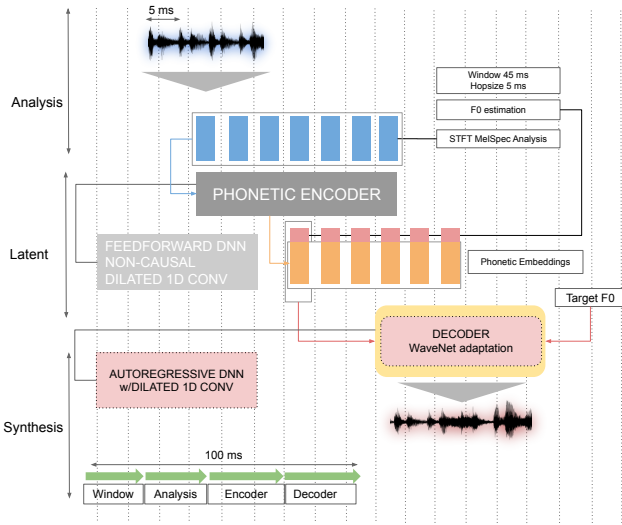 5 ms
Window 45 ms
Hopsize 5 ms
Analysis
F0 estimation
STFT MelSpec Analysis
PHONETIC ENCODER
Latent
FEEDFORWARD DNN
NON-CAUSAL
DILATED 1D CONV
Phonetic Embeddings
Target F0
DECODER
WaveNet adaptation
AUTOREGRESSIVE DNN
w/DILATED 1D CONV
Synthesis
100 ms
Window Analysis Encoder Decoder